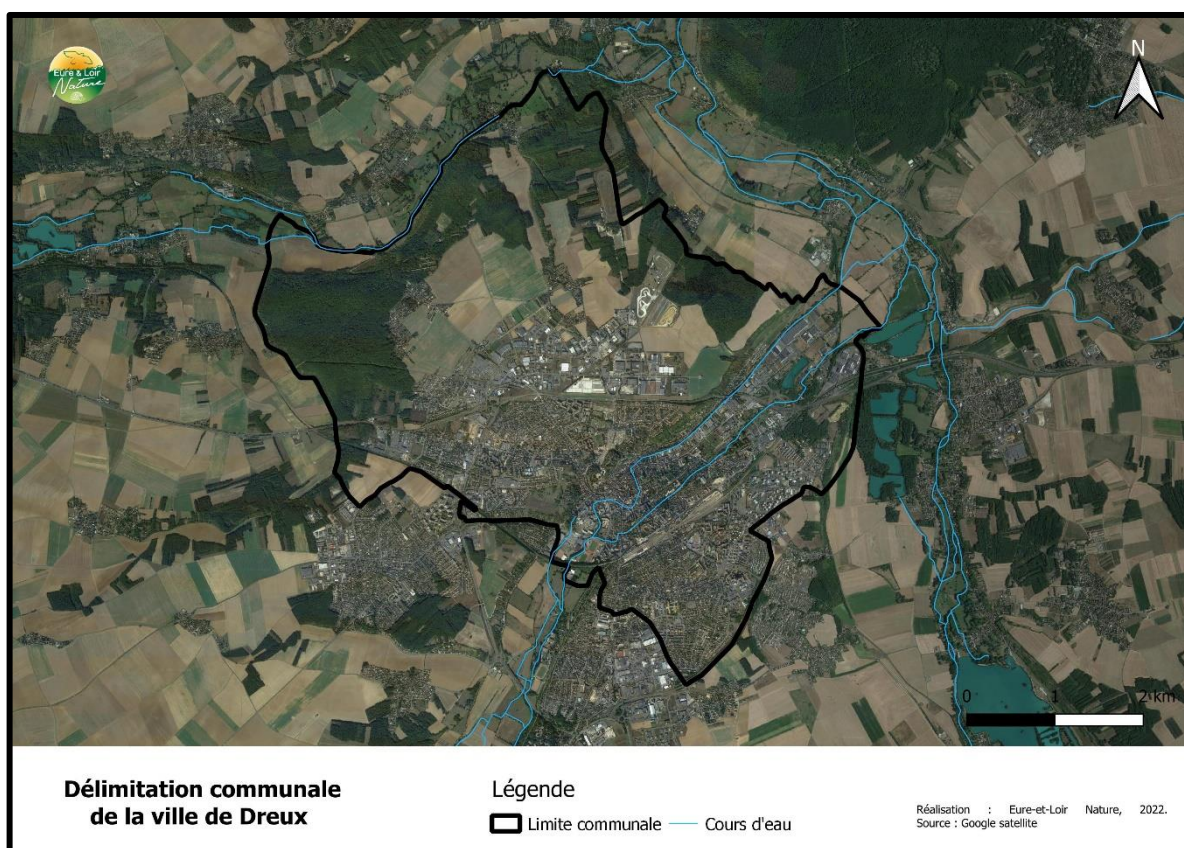 Eure & Loir
Nature
N
0 1 2 km
Délimitation communale
de la ville de Dreux
Légende
Limite communale Cours d'eau
Réalisation : Eure-et-Loir Nature, 2022.
Source : Google satellite